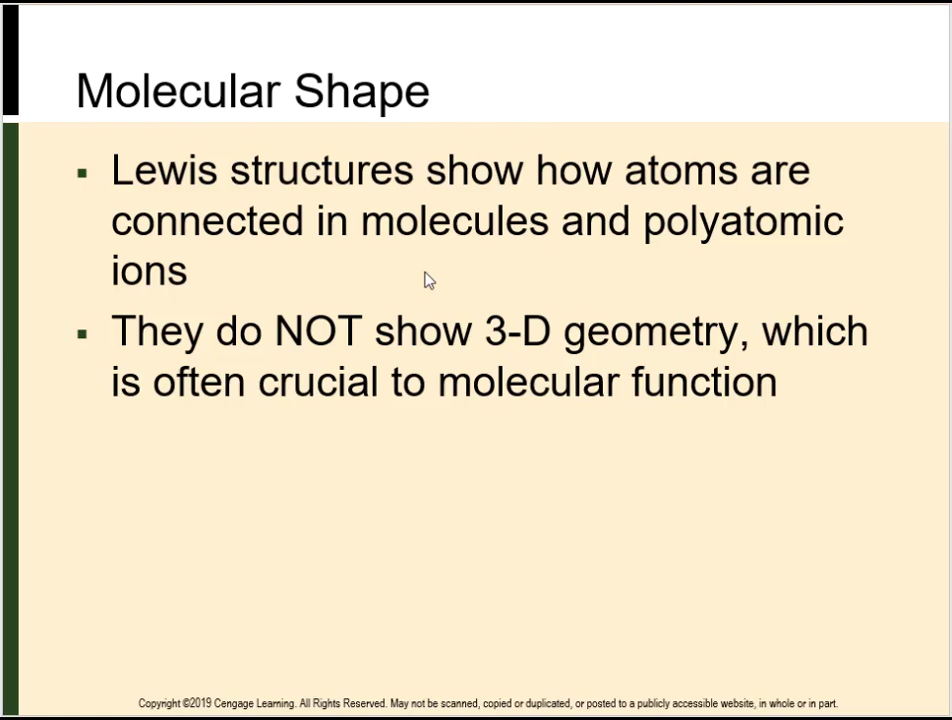 Molecular Shape
▪ Lewis structures show how atoms are
connected in molecules and polyatomic
ions
▪ They do NOT show 3-D geometry, which
is often crucial to molecular function
Copyright ©2019 Cengage Learning. All Rights Reserved. May not be scanned, copied or duplicated, or posted to a publicly accessible website, in whole or in part.